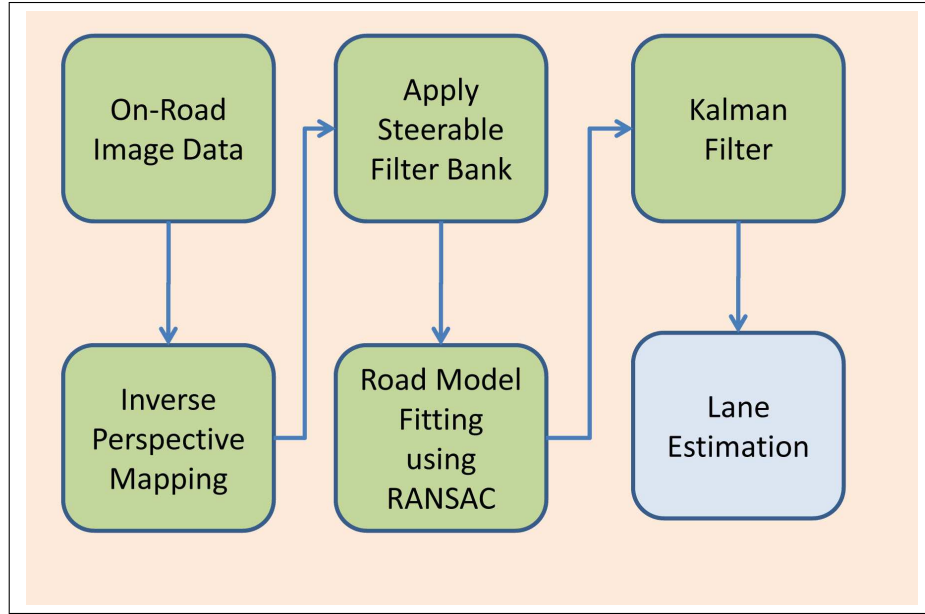 On-Road
Image Data
Inverse
Perspective
Mapping
Apply
Steerable
Filter Bank
Road Model
Fitting
using
RANSAC
Kalman
Filter
Lane
Estimation